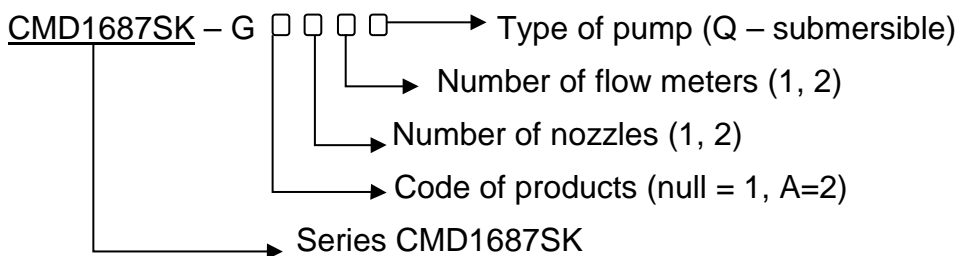 CMD1687SK – G Type of pump (Q – submersible)
Number of flow meters (1, 2)
Number of nozzles (1, 2)
Code of products (null = 1, A=2)
Series CMD1687SK